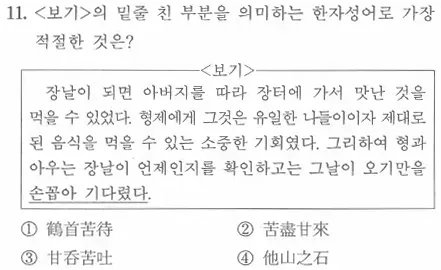 11. <보기>의 밑줄 친 부분을 의미하는 한자성어로 가장
적절한 것은?
<보기>
장날이 되면 아버지를 따라 장터에 가서 맛난 것을
먹을 수 있었다. 형제에게 그것은 유일한 나들이이자 제대로
된 음식을 먹을 수 있는 소중한 기회였다. 그리하여 형과
아우는 장날이 언제인지를 확인하고는 그날이 오기만을
손꼽아 기다렸다.
① 鶴首苦待 ② 苦盡甘來
③ 甘呑苦吐 ④ 他山之石